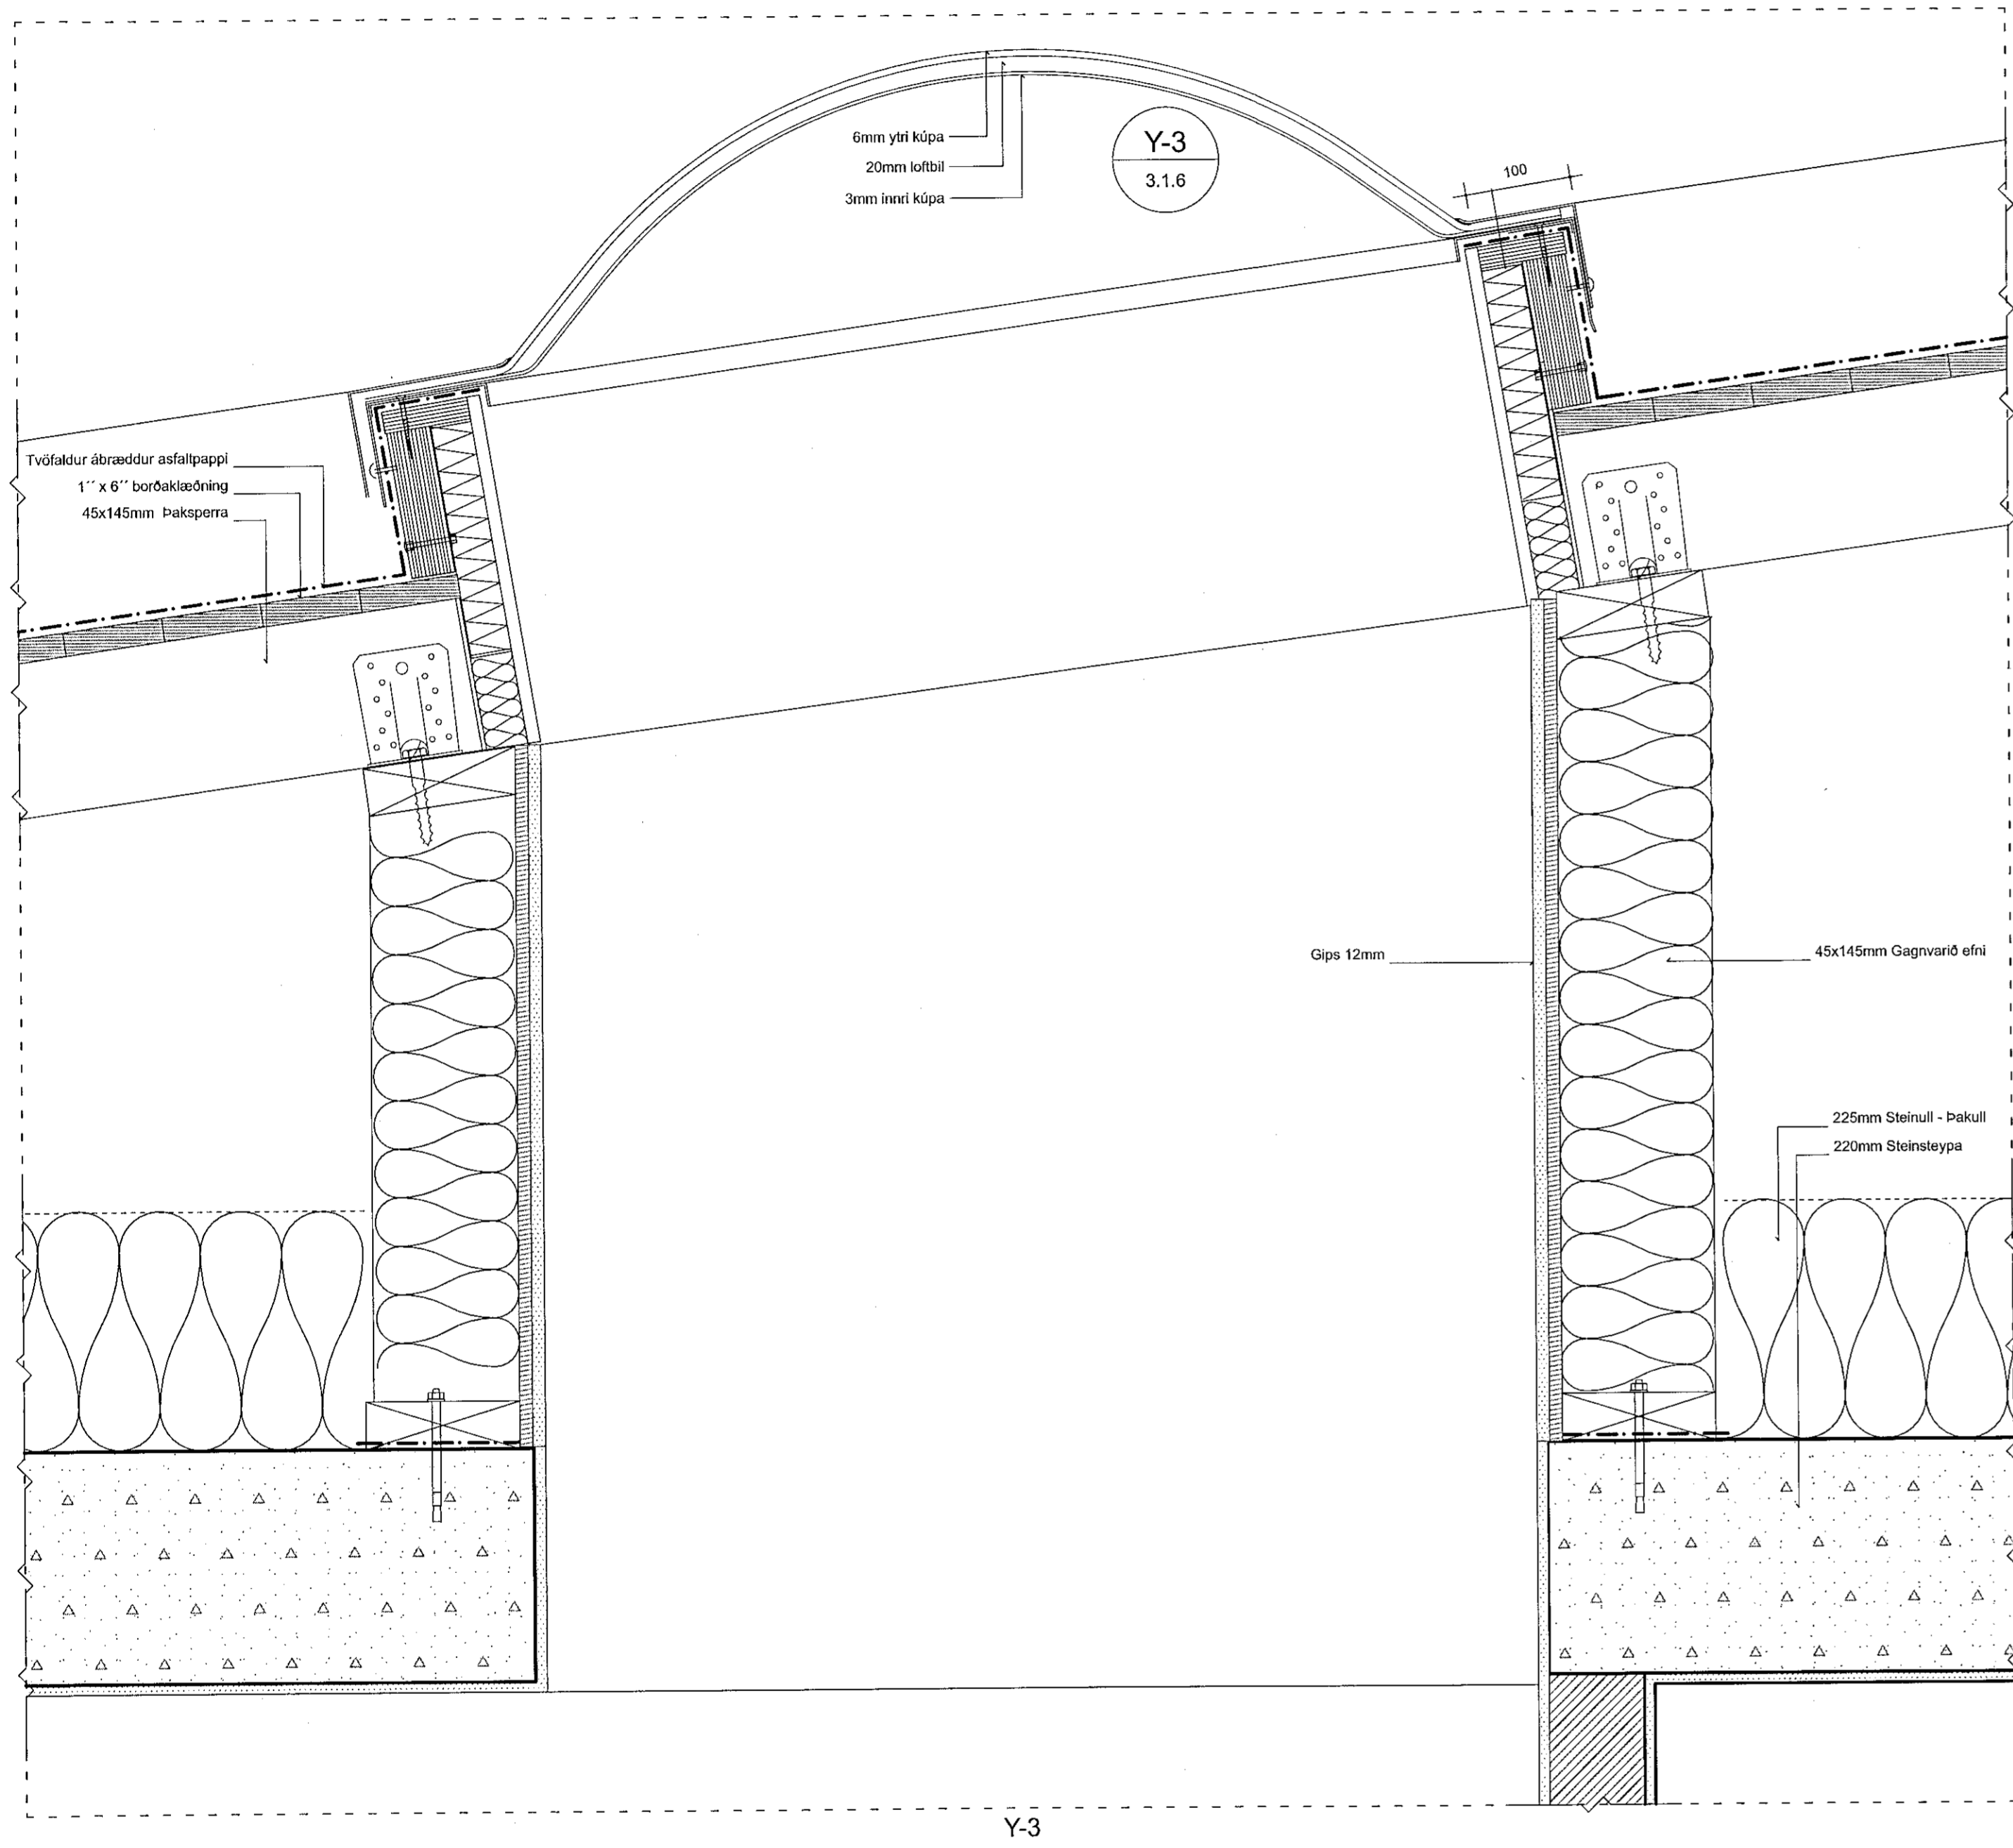 6mm ytri kúpa
20mm loftbil
3mm innri kúpa
Y-3
3.1.6
100
Tvöfaldur ábræddur asfaltpappi
1´´ x 6´´ borðaklæðning
45x145mm Þaksperra
Gips 12mm
45x145mm Gagnvarið efni
225mm Steinull - Þakull
220mm Steinsteypa
Y-3